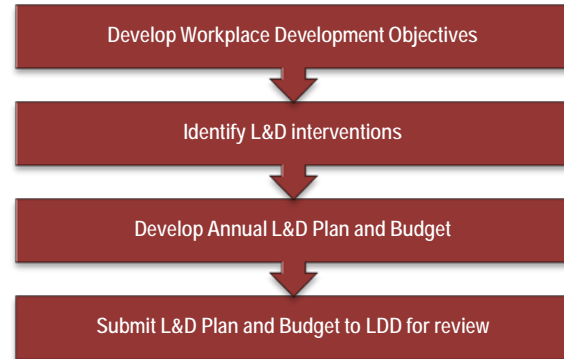 Develop Workplace Development Objectives
Identify L&D interventions
Develop Annual L&D Plan and Budget
Submit L&D Plan and Budget to LDD for review